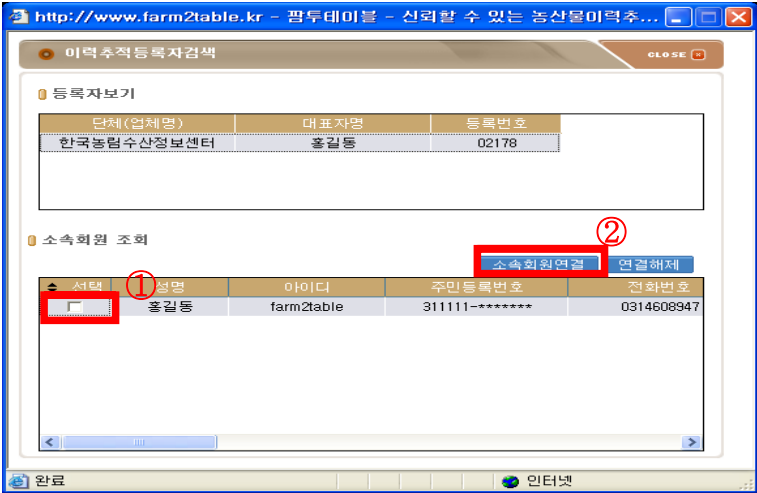 http://www.farm2table.kr - 팜투테이블 - 신뢰할 수 있는 농산물이력추...
이력추적등록자검색
CLOSE
등록자보기
단체(업체명) 대표자명 등록번호
한국농림수산정보센터 홍길동 02178
소속회원 조회
②
소속회원연결 연결해제
선택 ① 성명 아이디 주민등록번호 전화번호
홍길동 farm2table 311111-******* 0314608947
완료 인터넷